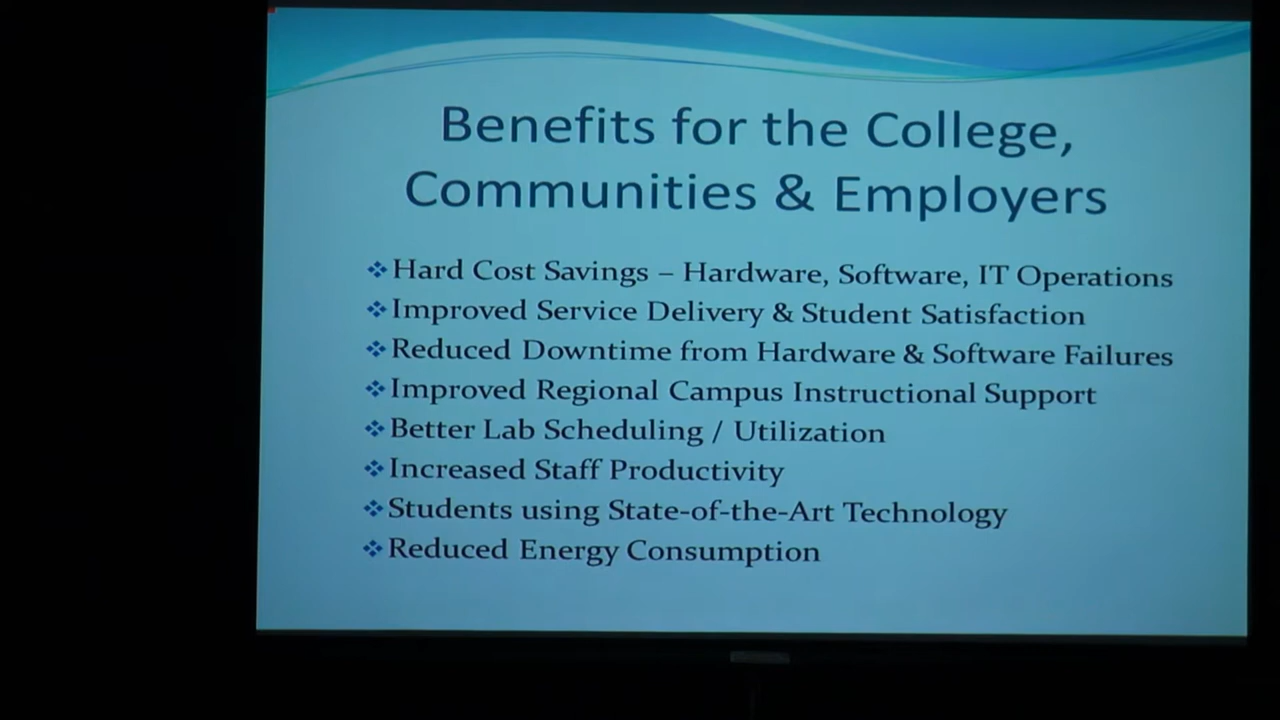 Benefits for the College,
Communities & Employers
❖Hard Cost Savings – Hardware, Software, IT Operations
❖Improved Service Delivery & Student Satisfaction
❖Reduced Downtime from Hardware & Software Failures
❖Improved Regional Campus Instructional Support
❖Better Lab Scheduling / Utilization
❖Increased Staff Productivity
❖Students using State-of-the-Art Technology
❖Reduced Energy Consumption